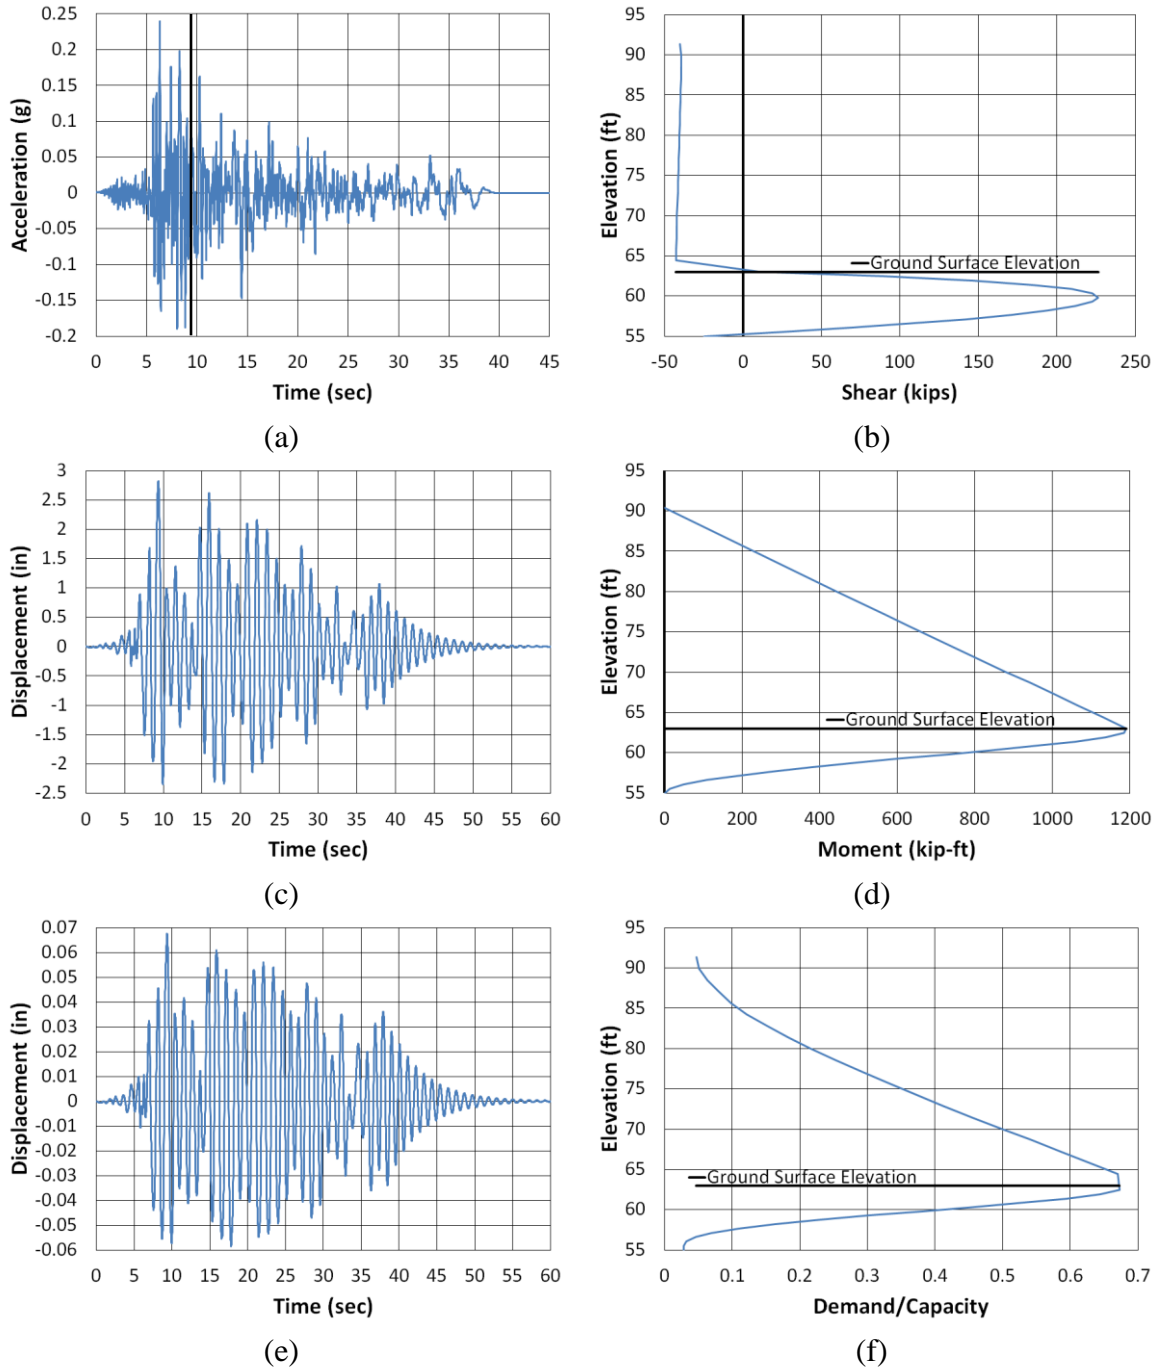 0.25
0.2
0.15
0.1
0.05
0
-0.05
-0.1
-0.15
-0.2
Acceleration (g)
0 5 10 15 20 25 30 35 40 45
Time (sec)
(a)
95
90
85
80
75
70
65
60
55
Elevation (ft)
Ground Surface Elevation
-50 0 50 100 150 200 250
Shear (kips)
(b)
3
2.5
2
1.5
1
0.5
0
-0.5
-1
-1.5
-2
-2.5
Displacement (in)
0 5 10 15 20 25 30 35 40 45 50 55 60
Time (sec)
(c)
95
90
85
80
75
70
65
60
55
Elevation (ft)
Ground Surface Elevation
0 200 400 600 800 1000 1200
Moment (kip-ft)
(d)
0.07
0.06
0.05
0.04
0.03
0.02
0.01
0
-0.01
-0.02
-0.03
-0.04
-0.05
-0.06
Displacement (in)
0 5 10 15 20 25 30 35 40 45 50 55 60
Time (sec)
(e)
95
90
85
80
75
70
65
60
55
Elevation (ft)
Ground Surface Elevation
0 0.1 0.2 0.3 0.4 0.5 0.6 0.7
Demand/Capacity
(f)